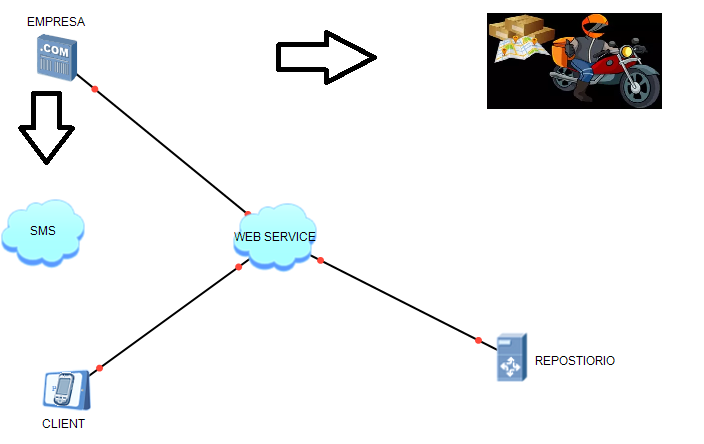 EMPRESA
.COM
SMS
WEB SERVICE
REPOSTIORIO
CLIENT